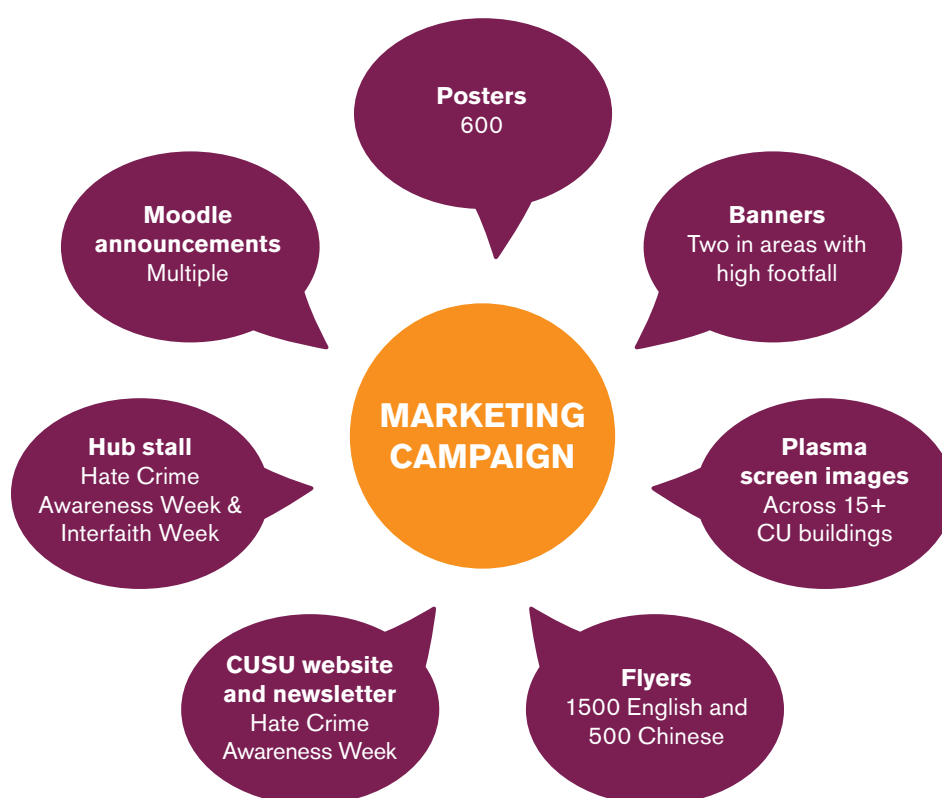 Posters
600
Banners
Two in areas with
high footfall
Plasma
screen images
Across 15+
CU buildings
Flyers
1500 English and
500 Chinese
CUSU website
and newsletter
Hate Crime
Awareness Week
Hub stall
Hate Crime
Awareness Week &
Interfaith Week
Moodle
announcements
Multiple
MARKETING
CAMPAIGN